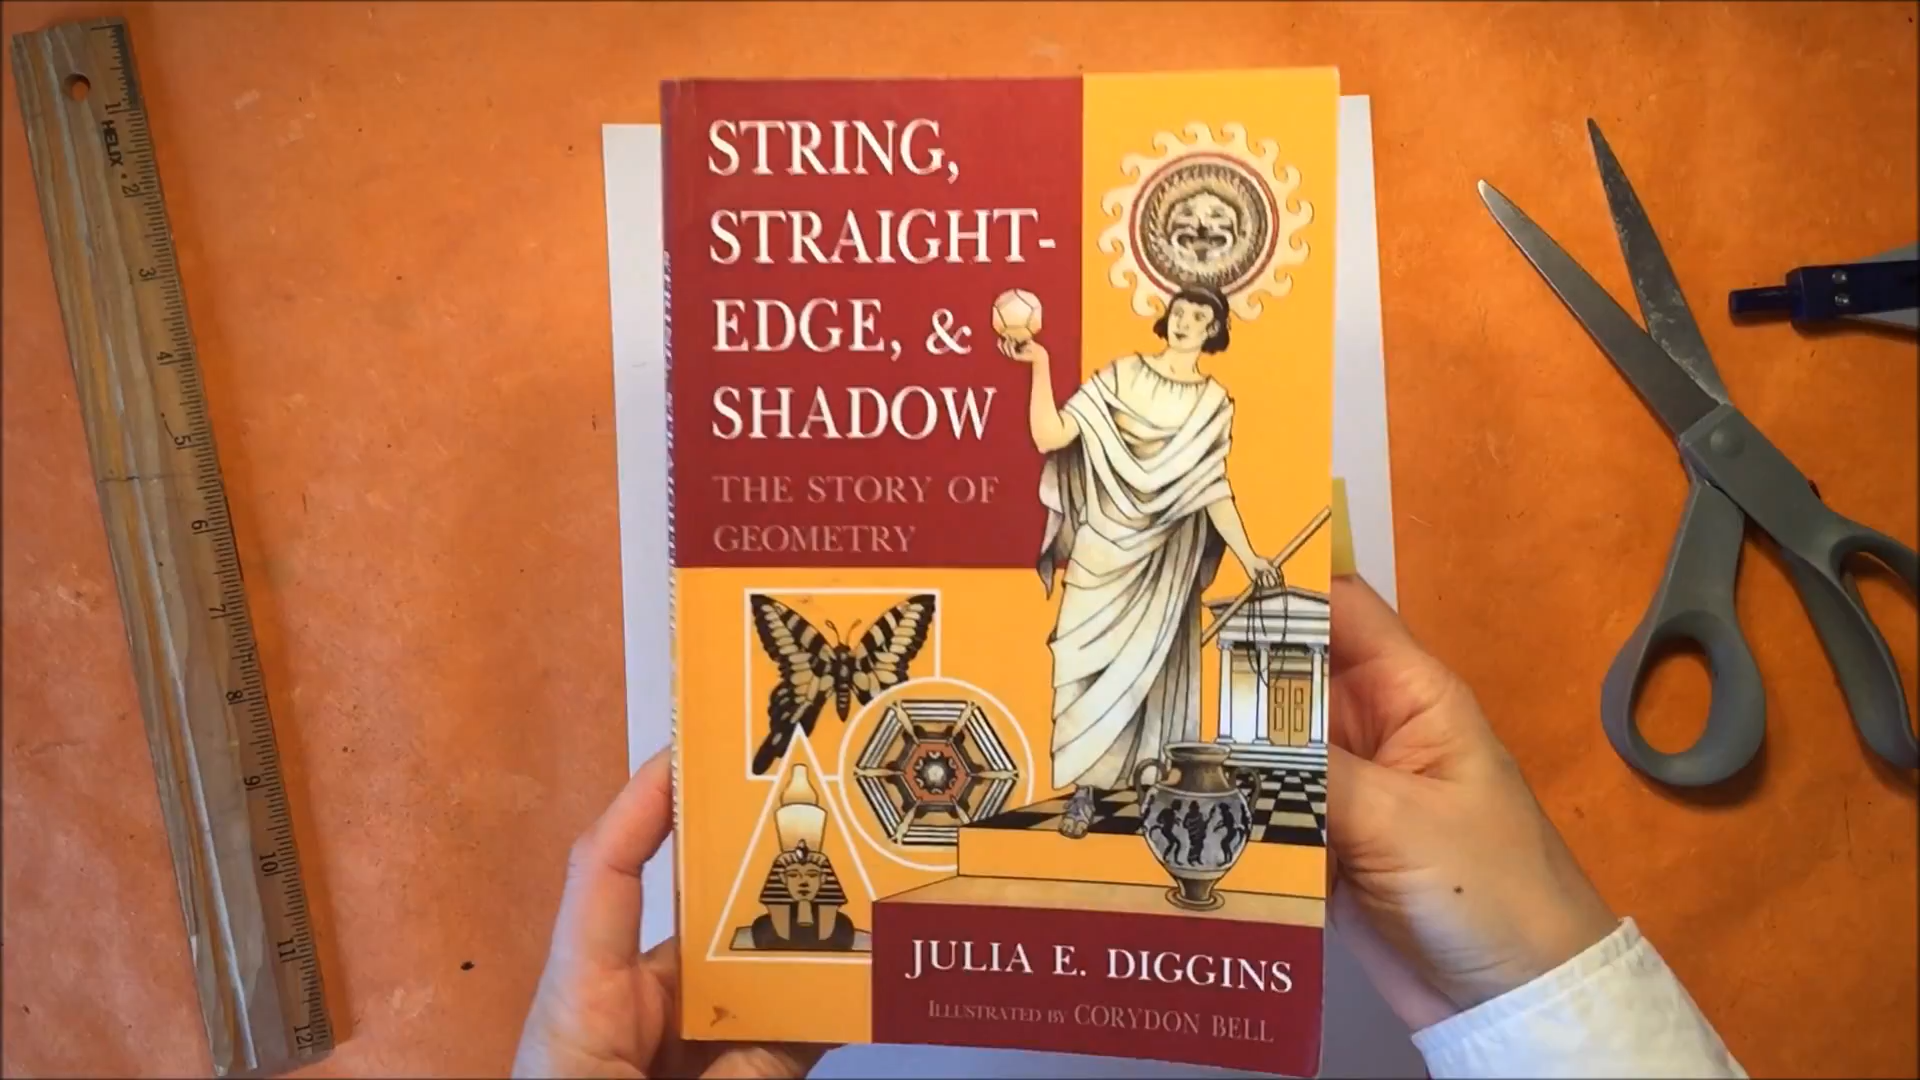 STRING,
STRAIGHT-
EDGE, &
SHADOW
THE STORY OF
GEOMETRY
JULIA E. DIGGINS
ILLUSTRATED BY CORYDON BELL
HELIX
1
2
3
4
5
6
7
8
9
10
11
12